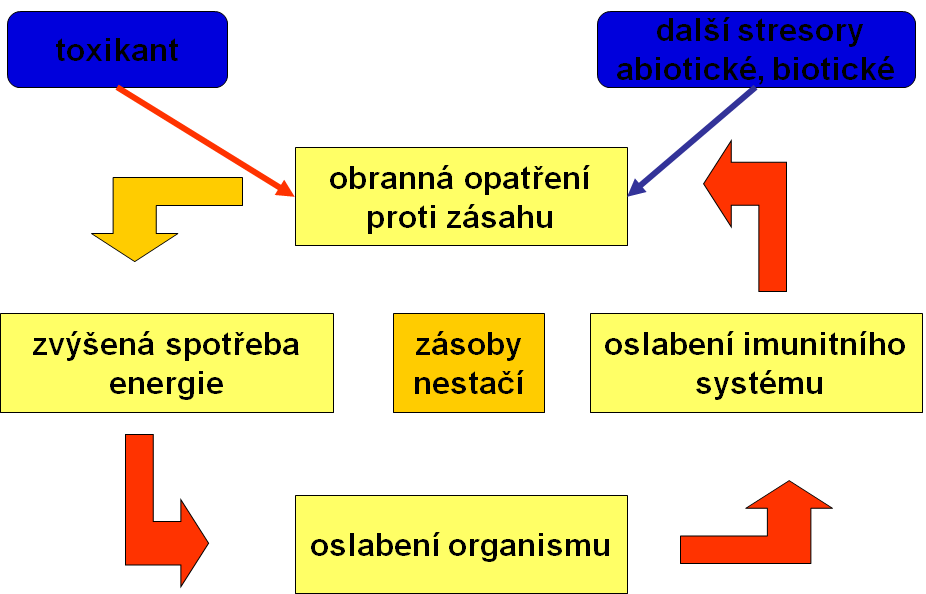 toxikant
další stresory
abiotické, biotické
obranná opatření
proti zásahu
zvýšená spotřeba
energie
zásoby
nestačí
oslabení imunitního
systému
oslabení organismu